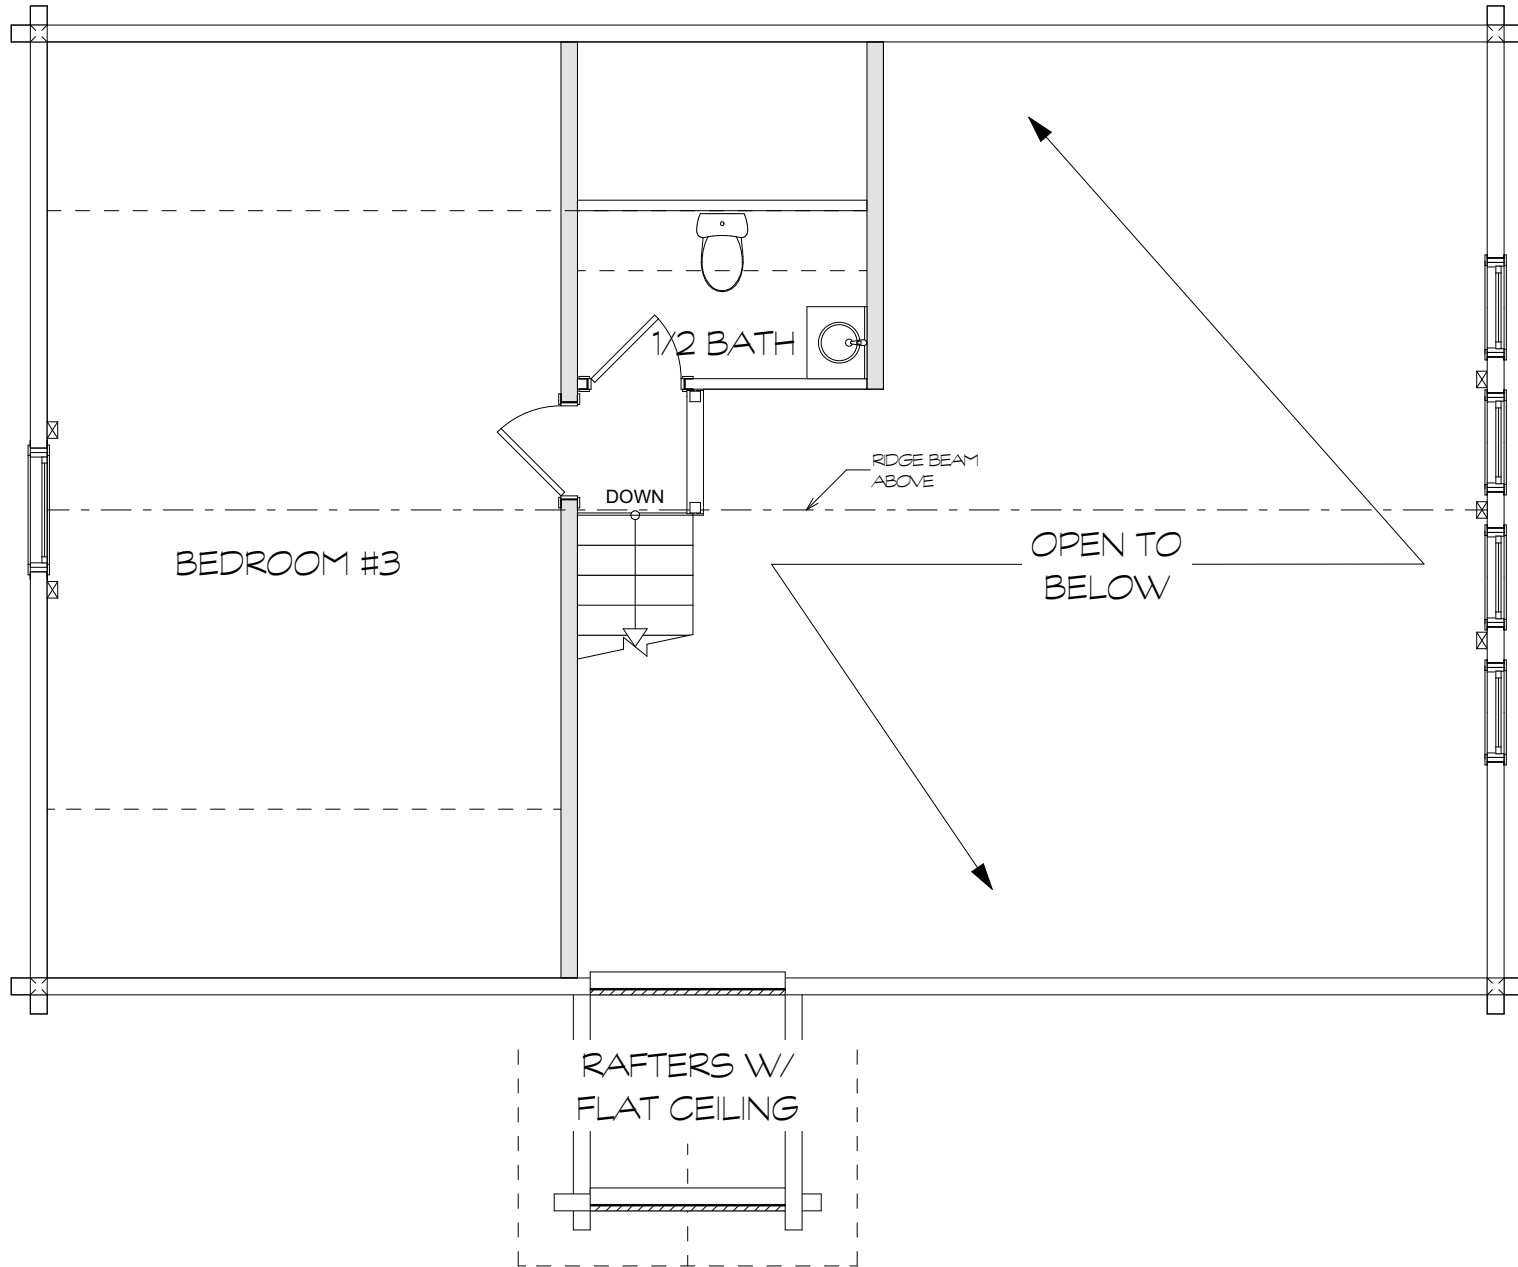 1/2 BATH
RIDGE BEAM
ABOVE
DOWN
BEDROOM #3
OPEN TO
BELOW
RAFTERS W/
FLAT CEILING